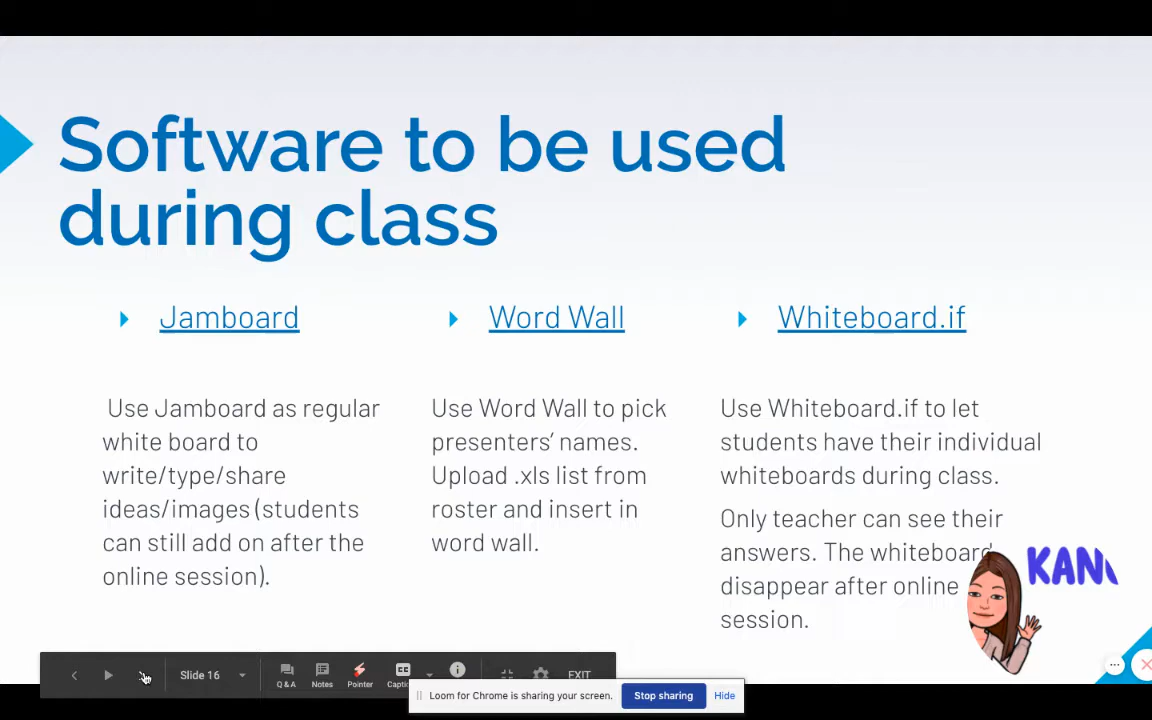 Software to be used
during class
Jamboard
Word Wall
Whiteboard.if
Use Jamboard as regular
white board to
write/type/share
ideas/images (students
can still add on after the
online session).
Use Word Wall to pick
presenters’ names.
Upload .xls list from
roster and insert in
word wall.
Use Whiteboard.if to let
students have their individual
whiteboards during class.
Only teacher can see their
answers. The whiteboard
disappear after online
session.
Slide 16
Q & A
Notes
Pointer
CC
EXIT
Loom for Chrome is sharing your screen.
Stop sharing
Hide